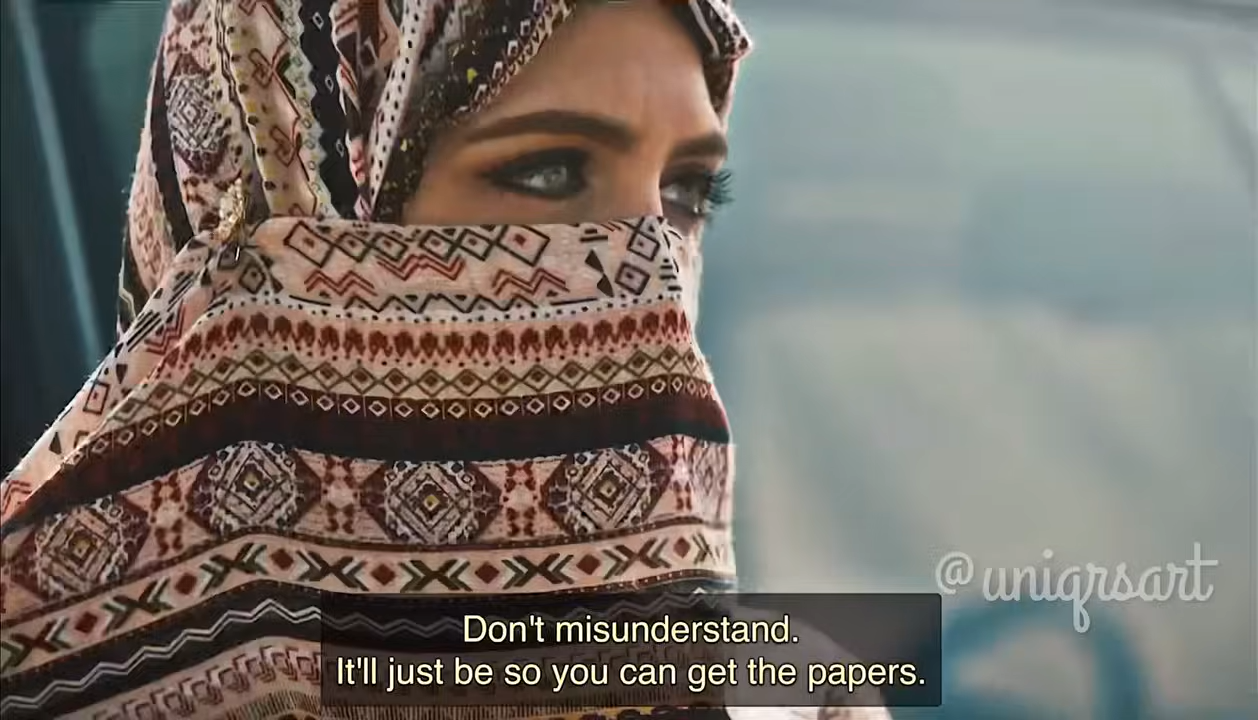 @uniqrsart
Don't misunderstand.
It'll just be so you can get the papers.